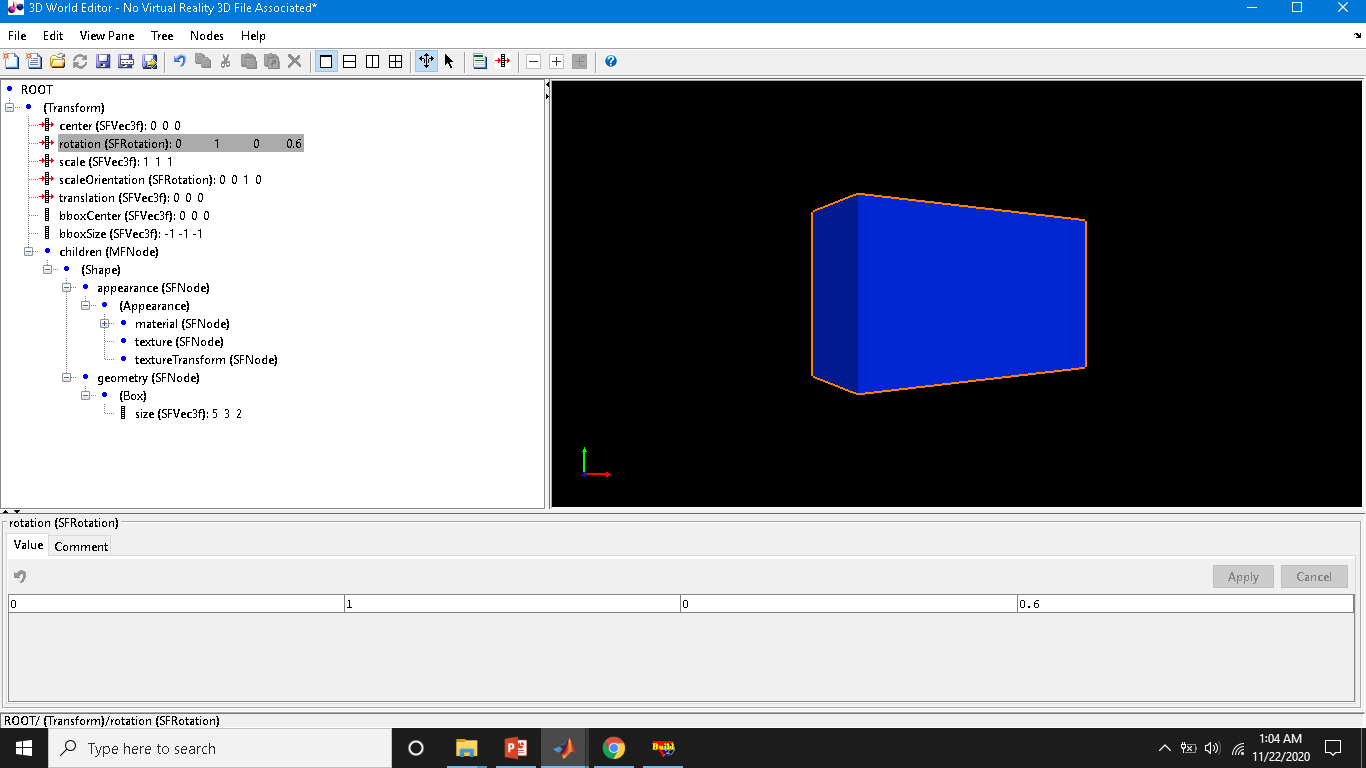 3D World Editor - No Virtual Reality 3D File Associated*
File Edit View Pane Tree Nodes Help
ROOT
(Transform)
center (SFVec3f): 0 0 0
rotation (SFRotation): 0 1 0 0.6
scale (SFVec3f): 1 1 1
scaleOrientation (SFRotation): 0 0 1 0
translation (SFVec3f): 0 0 0
bboxCenter (SFVec3f): 0 0 0
bboxSize (SFVec3f): -1 -1 -1
children (MFNode)
(Shape)
appearance (SFNode)
(Appearance)
material (SFNode)
texture (SFNode)
textureTransform (SFNode)
geometry (SFNode)
(Box)
size (SFVec3f): 5 3 2
rotation (SFRotation)
Value Comment
Apply Cancel
0 1 0 0.6
ROOT/ (Transform)/rotation (SFRotation)
Type here to search
Build
1:04 AM
11/22/2020